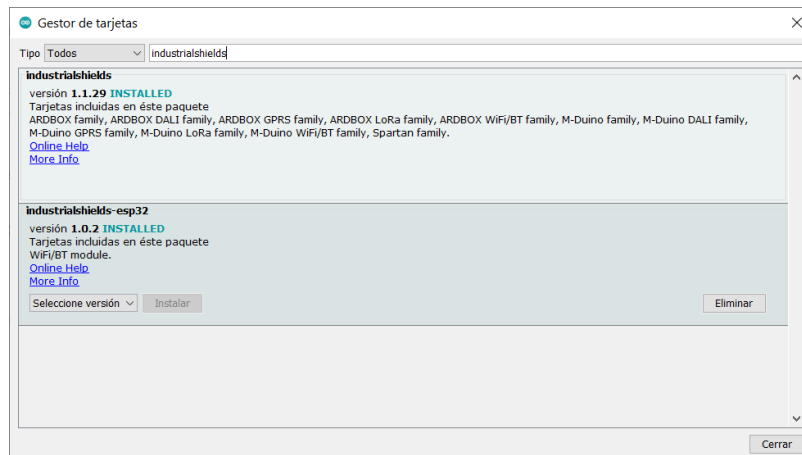 Gestor de tarjetas
Tipo Todos industrialshields
industrialshields
versión 1.1.29 INSTALLED
Tarjetas incluidas en éste paquete
ARDBOX family, ARDBOX DALI family, ARDBOX GPRS family, ARDBOX LoRa family, ARDBOX WiFi/BT family, M-Duino family, M-Duino DALI family,
M-Duino GPRS family, M-Duino LoRa family, M-Duino WiFi/BT family, Spartan family.
Online Help
More Info
industrialshields-esp32
versión 1.0.2 INSTALLED
Tarjetas incluidas en éste paquete
WiFi/BT module.
Online Help
More Info
Seleccione versión Instalar Eliminar
Cerrar